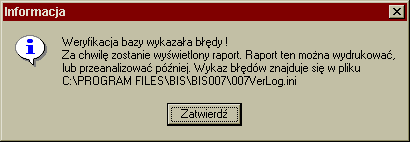 Informacja
Weryfikacja bazy wykazała błędy !
Za chwilę zostanie wyświetlony raport. Raport ten można wydrukować,
lub przeanalizować później. Wykaz błędów znajduje się w pliku
C:\PROGRAM FILES\BIS\BIS007\007VerLog.ini
Zatwierdź